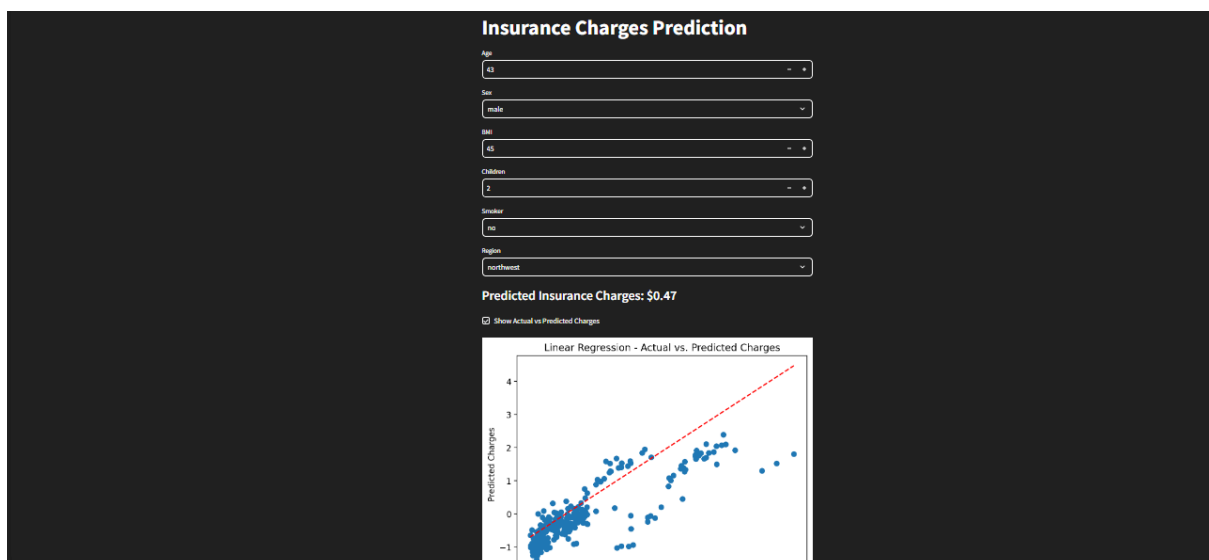 Insurance Charges Prediction
Age
43
Sex
male
BMI
45
Children
2
Smoker
no
Region
northwest
Predicted Insurance Charges: $0.47
Show Actual vs Predicted Charges
Linear Regression - Actual vs. Predicted Charges
Predicted Charges
4
3
2
1
0
−1